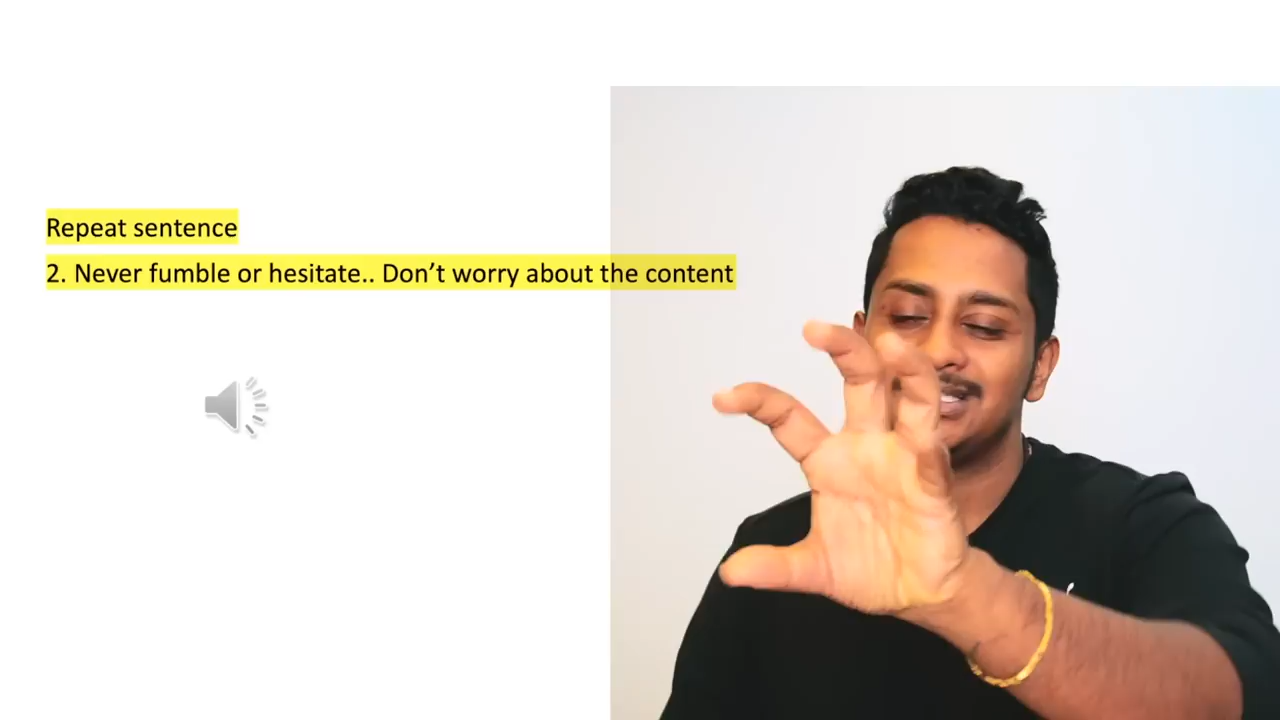 Repeat sentence
2. Never fumble or hesitate.. Don’t worry about the content